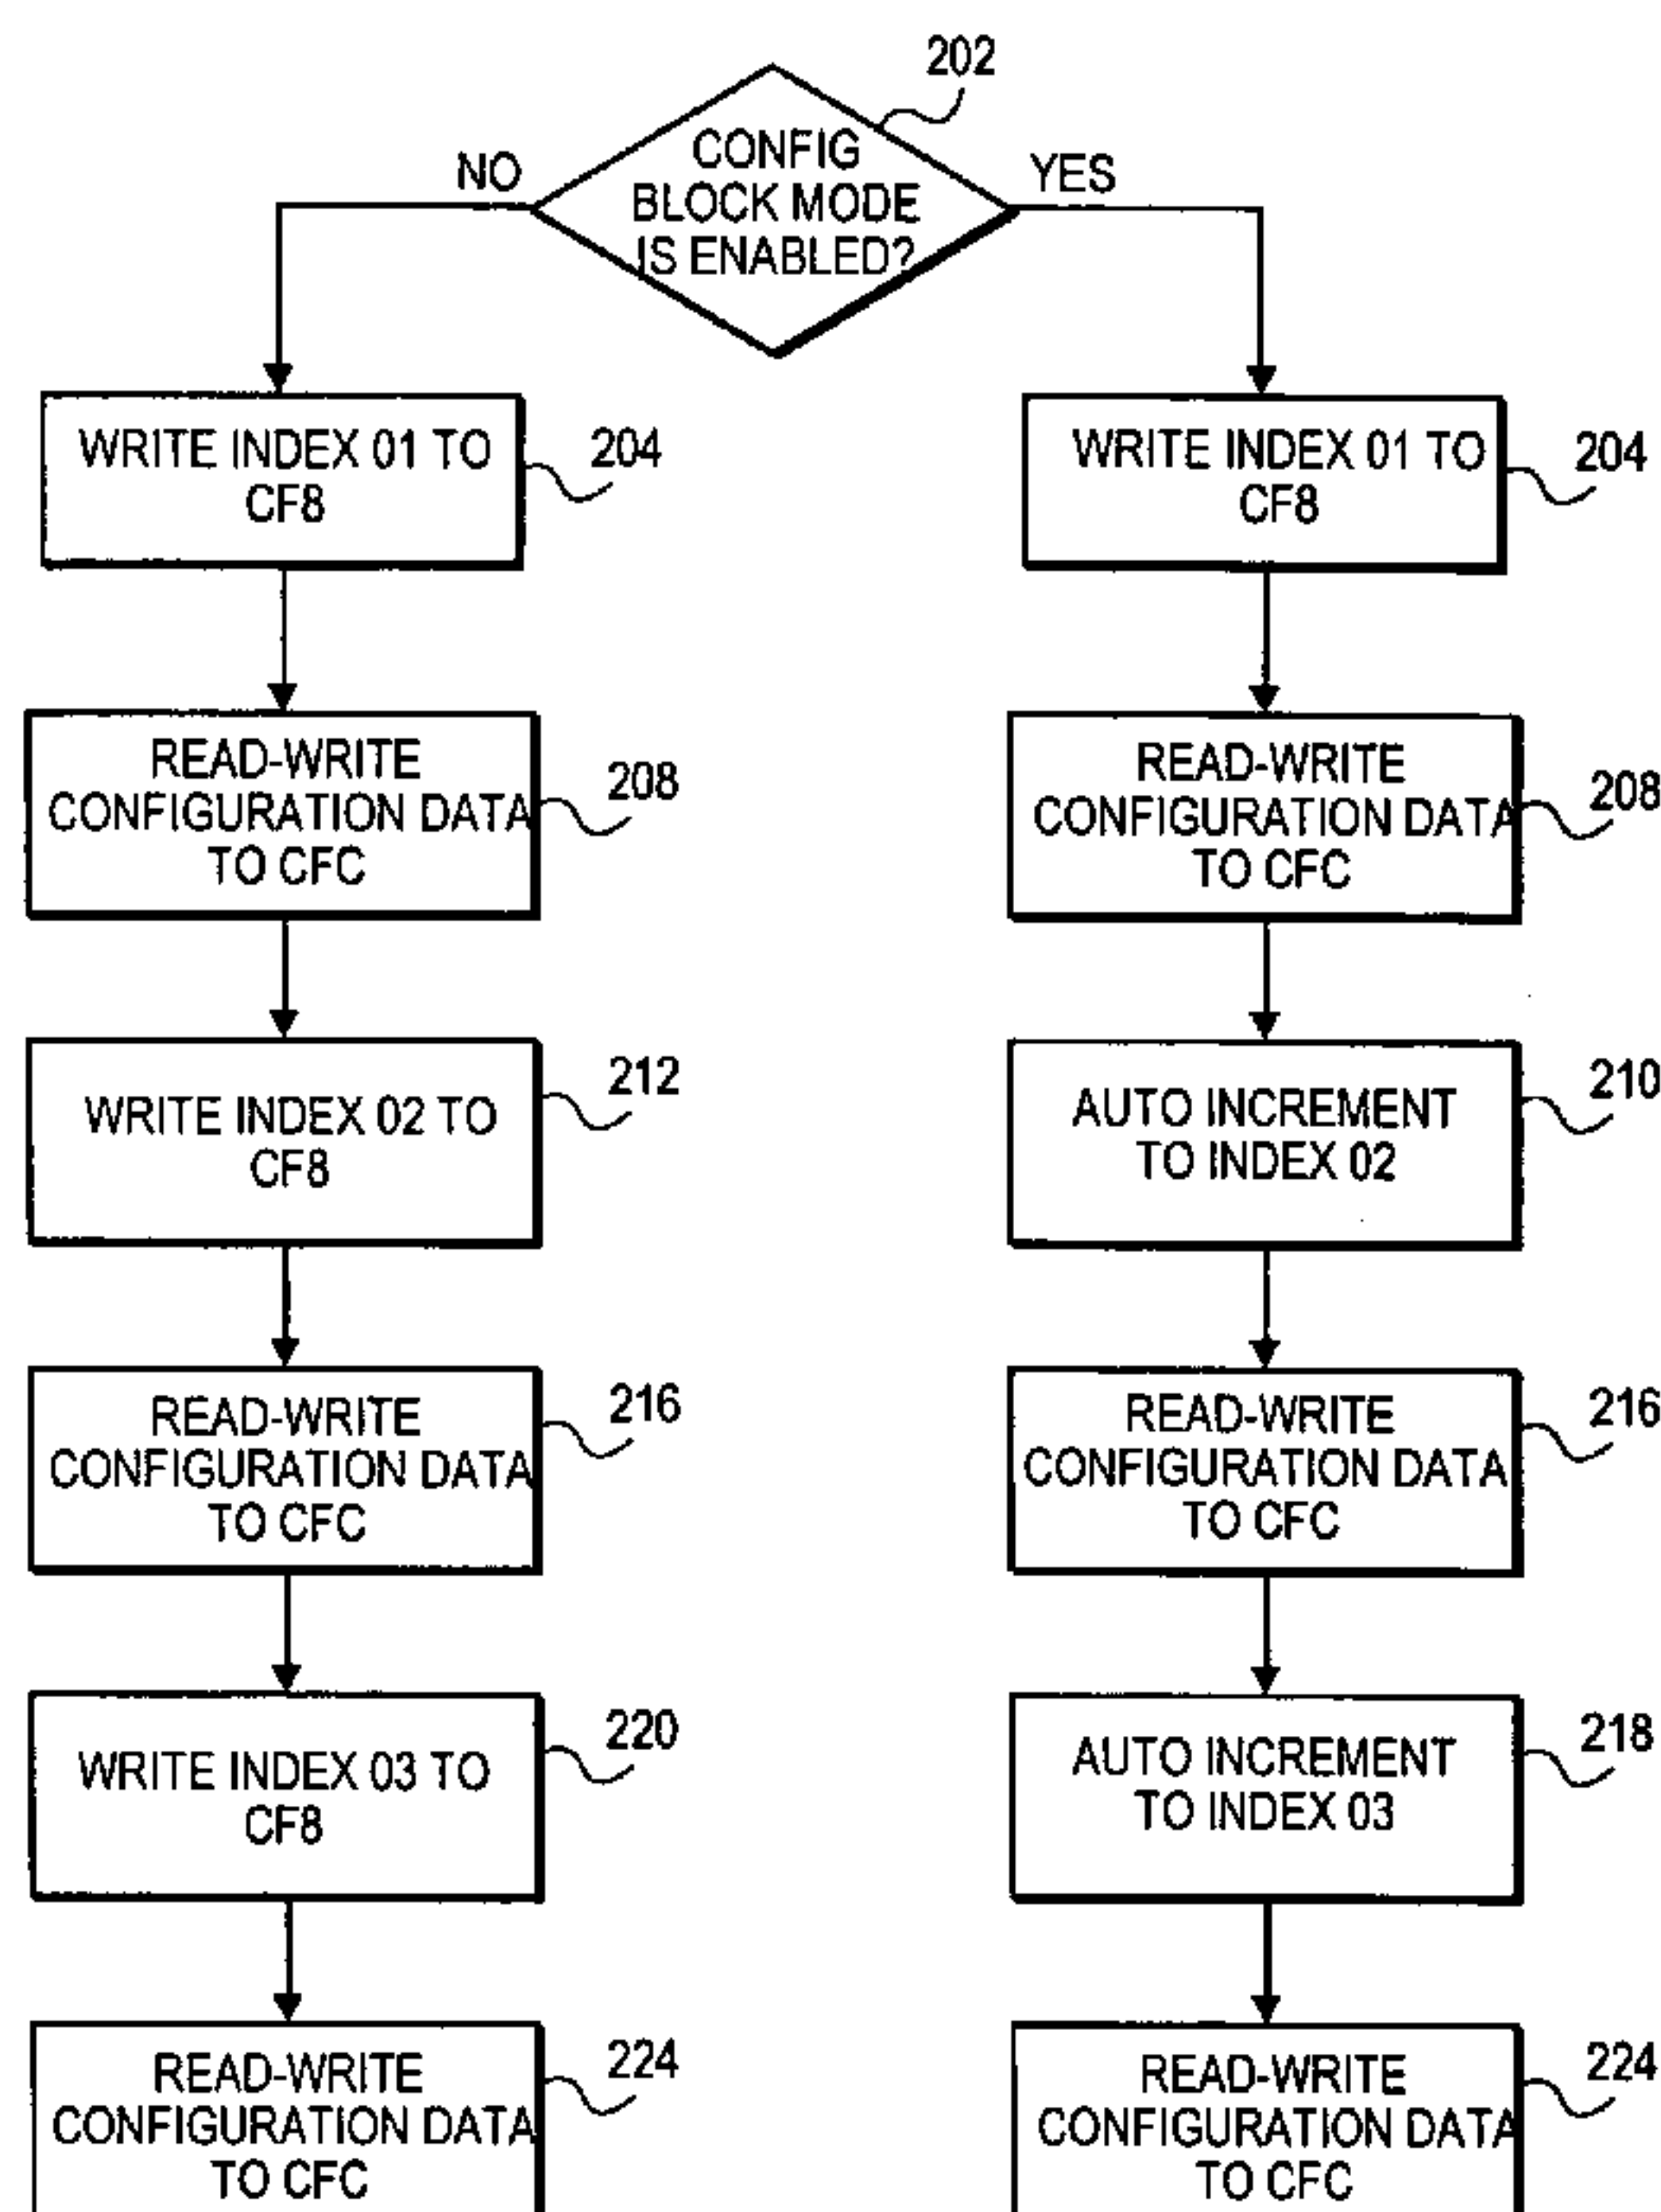 202
CONFIG
BLOCK MODE
IS ENABLED?
NO
YES
WRITE INDEX 01 TO
CF8
204
WRITE INDEX 01 TO
CF8
204
READ-WRITE
CONFIGURATION DATA
TO CFC
208
READ-WRITE
CONFIGURATION DATA
TO CFC
208
WRITE INDEX 02 TO
CF8
212
AUTO INCREMENT
TO INDEX 02
210
READ-WRITE
CONFIGURATION DATA
TO CFC
216
READ-WRITE
CONFIGURATION DATA
TO CFC
216
WRITE INDEX 03 TO
CF8
220
AUTO INCREMENT
TO INDEX 03
218
READ-WRITE
CONFIGURATION DATA
TO CFC
224
READ-WRITE
CONFIGURATION DATA
TO CFC
224